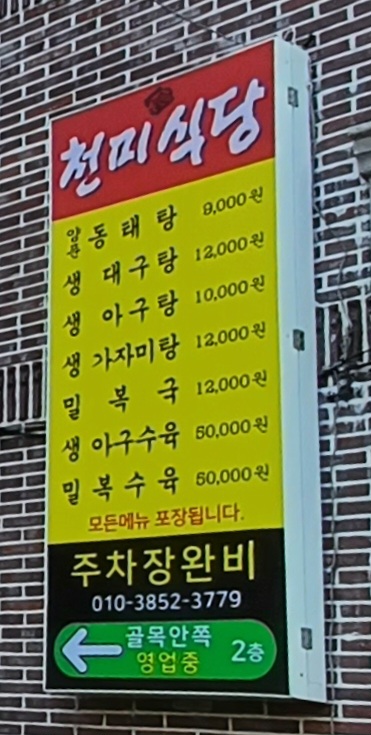 천미식당
양푼 동태탕 9,000원
생 대구탕 12,000원
생 아구탕 10,000원
생 가자미탕 12,000원
밀 복 국 12,000원
생 아구수육 50,000원
밀 복 수 육 50,000원
모든메뉴 포장됩니다.
주차장완비
010-3852-3779
골목안쪽
영업중 2층